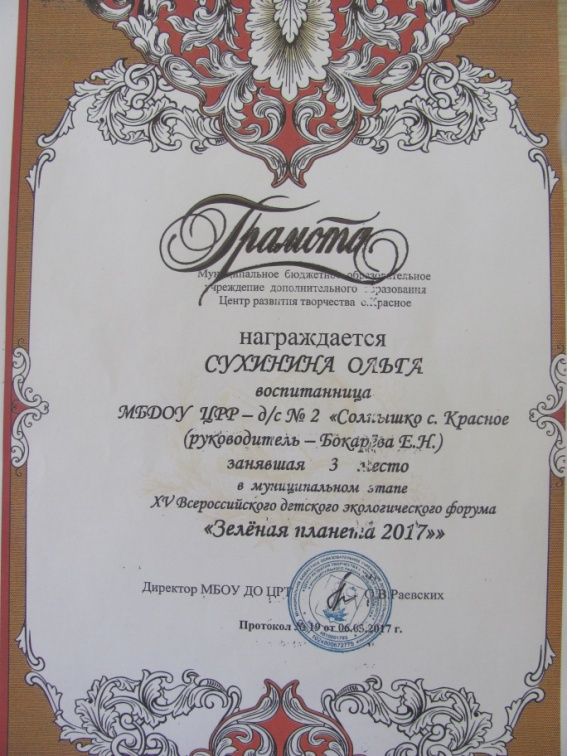 Грамота
Муниципальное бюджетное образовательное
учреждение дополнительного образования
Центр развития творчества с.Красное
награждается
СУХИНИНА ОЛЬГА
воспитанница
МБДОУ ЦРР – д/с № 2 «Солнышко с. Красное
(руководитель – Бокарёва Е.Н.)
занявшая 3 место
в муниципальном этапе
XV Всероссийского детского экологического форума
«Зелёная планета 2017»»
Директор МБОУ ДО ЦРТ О.В.Раевских
Протокол № 19 от 06.05.2017 г.